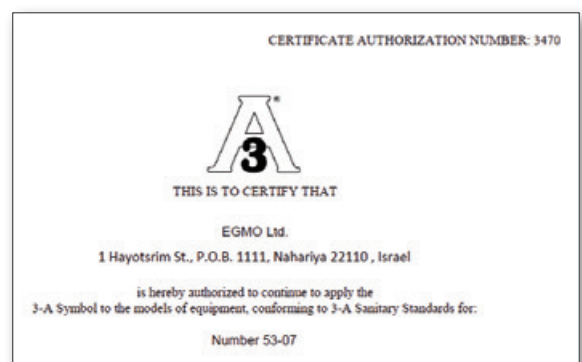 CERTIFICATE AUTHORIZATION NUMBER: 3470
A®
3
THIS IS TO CERTIFY THAT
EGMO Ltd.
1 Hayotsrim St., P.O.B. 1111, Nahariya 22110 , Israel
is hereby authorized to continue to apply the
3-A Symbol to the models of equipment, conforming to 3-A Sanitary Standards for:
Number 53-07